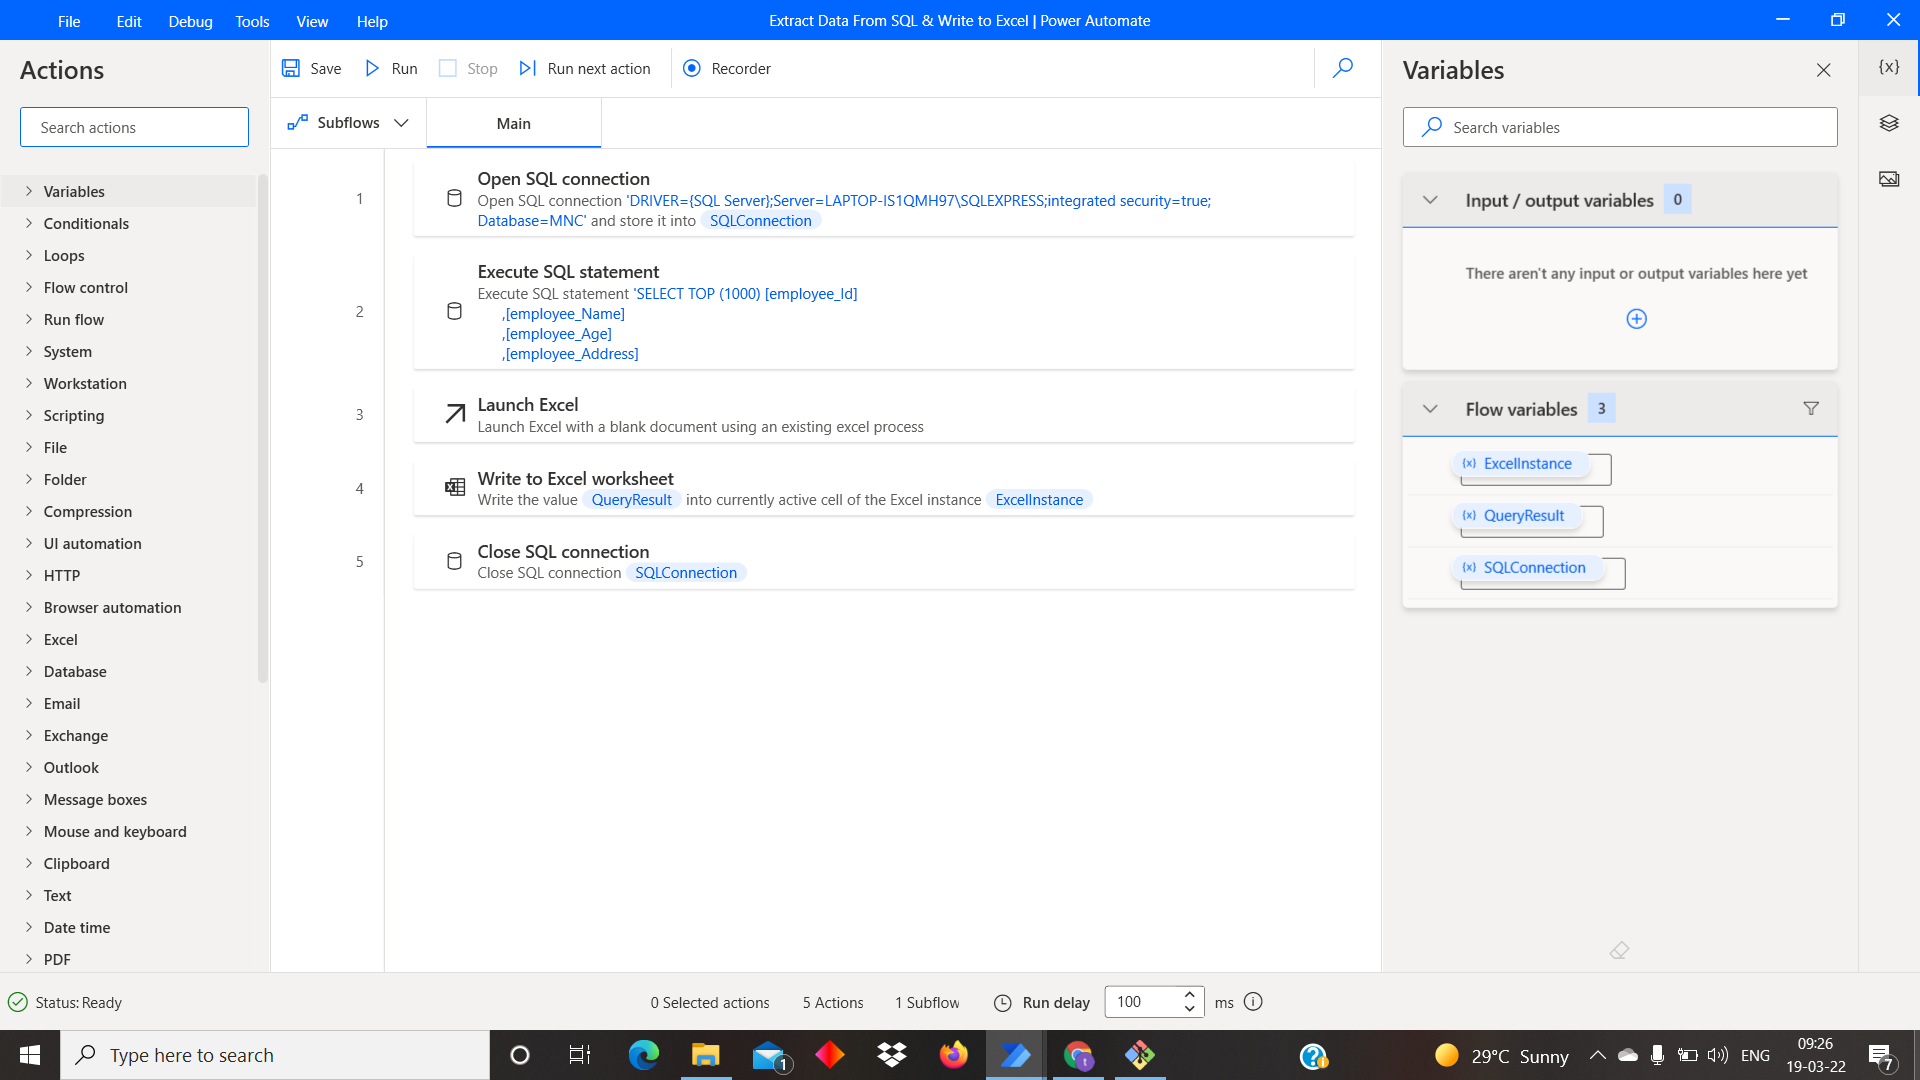 File Edit Debug Tools View Help
Extract Data From SQL & Write to Excel | Power Automate
Actions
Search actions
Variables
Conditionals
Loops
Flow control
Run flow
System
Workstation
Scripting
File
Folder
Compression
UI automation
HTTP
Browser automation
Excel
Database
Email
Exchange
Outlook
Message boxes
Mouse and keyboard
Clipboard
Text
Date time
PDF
Save Run Stop Run next action Recorder
Subflows Main
1
Open SQL connection
Open SQL connection 'DRIVER={SQL Server};Server=LAPTOP-IS1QMH97\SQLEXPRESS;integrated security=true;
Database=MNC' and store it into SQLConnection
2
Execute SQL statement
Execute SQL statement 'SELECT TOP (1000) [employee_Id]
,[employee_Name]
,[employee_Age]
,[employee_Address]
3
Launch Excel
Launch Excel with a blank document using an existing excel process
4
Write to Excel worksheet
Write the value QueryResult into currently active cell of the Excel instance ExcelInstance
5
Close SQL connection
Close SQL connection SQLConnection
Variables
{x}
Search variables
Input / output variables 0
There aren't any input or output variables here yet
Flow variables 3
(x) ExcelInstance
(x) QueryResult
(x) SQLConnection
Status: Ready
0 Selected actions 5 Actions 1 Subflow Run delay 100 ms
Type here to search
1
t
29°C Sunny
ENG
09:26
19-03-22
7